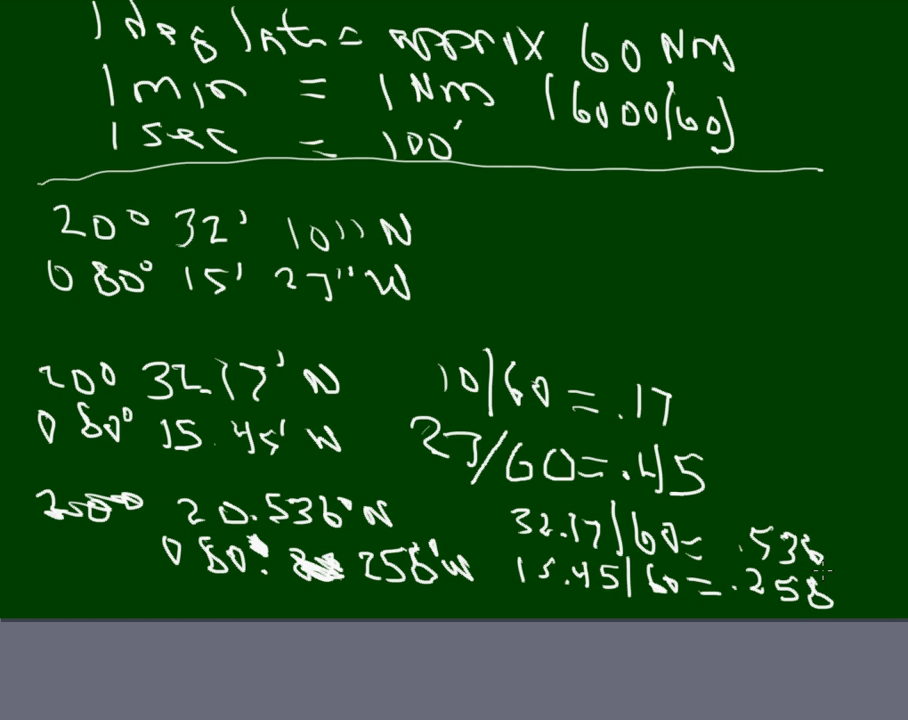 1 deg lat = approx 60 NM
1 min = 1 Nm (6000/60)
1 sec = 100'
20° 32' 10'' N
080° 15' 27" W
20° 32.17' N
10/60 = .17
080° 15.45' W
27/60 = .45
20.536° N
32.17/60 = .536
080. 258° W
15.45/60 = .258